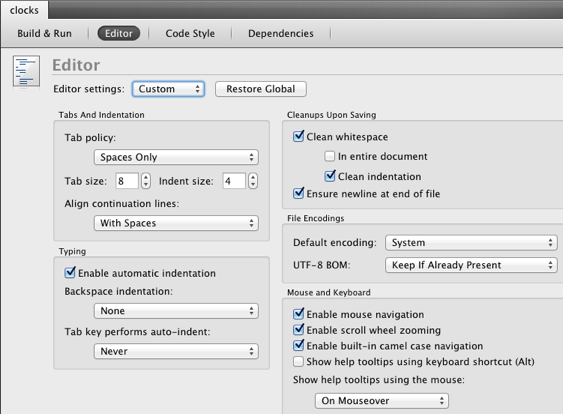 clocks
Build & Run
Editor
Code Style
Dependencies
Editor
Editor settings: Custom Restore Global
Tabs And Indentation
Tab policy:
Spaces Only
Tab size: 8 Indent size: 4
Align continuation lines:
With Spaces
Typing
Enable automatic indentation
Backspace indentation:
None
Tab key performs auto-indent:
Never
Cleanups Upon Saving
Clean whitespace
In entire document
Clean indentation
Ensure newline at end of file
File Encodings
Default encoding: System
UTF-8 BOM: Keep If Already Present
Mouse and Keyboard
Enable mouse navigation
Enable scroll wheel zooming
Enable built-in camel case navigation
Show help tooltips using keyboard shortcut (Alt)
Show help tooltips using the mouse:
On Mouseover